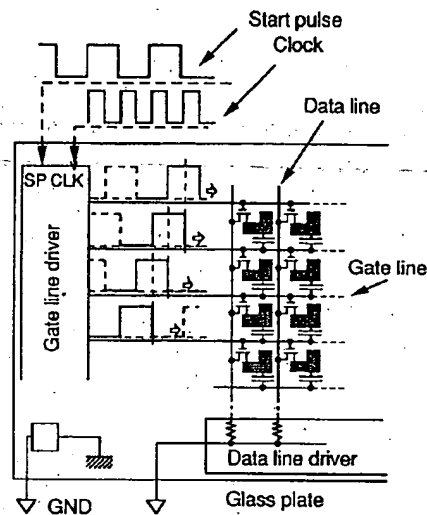 Start pulse
Clock
Data line
SP CLK
Gate line driver
Gate line
Data line driver
GND
Glass plate